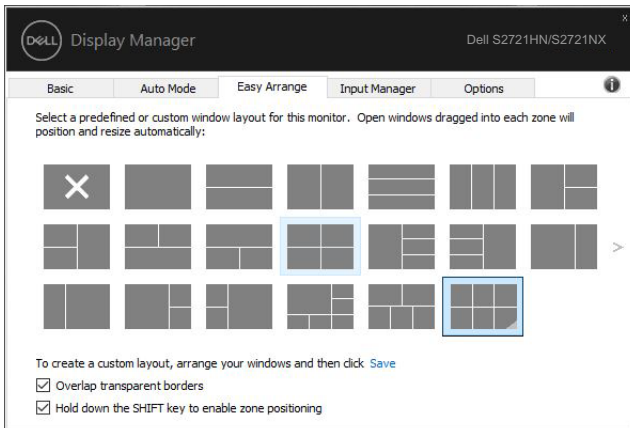 DELL Display Manager
Dell S2721HN/S2721NX
x
Basic Auto Mode Easy Arrange Input Manager Options
Select a predefined or custom window layout for this monitor. Open windows dragged into each zone will
position and resize automatically:
To create a custom layout, arrange your windows and then click Save
Overlap transparent borders
Hold down the SHIFT key to enable zone positioning